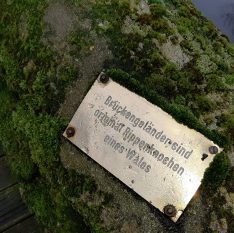 Brückengeländer sind
original Rippenknochen
eines Wales